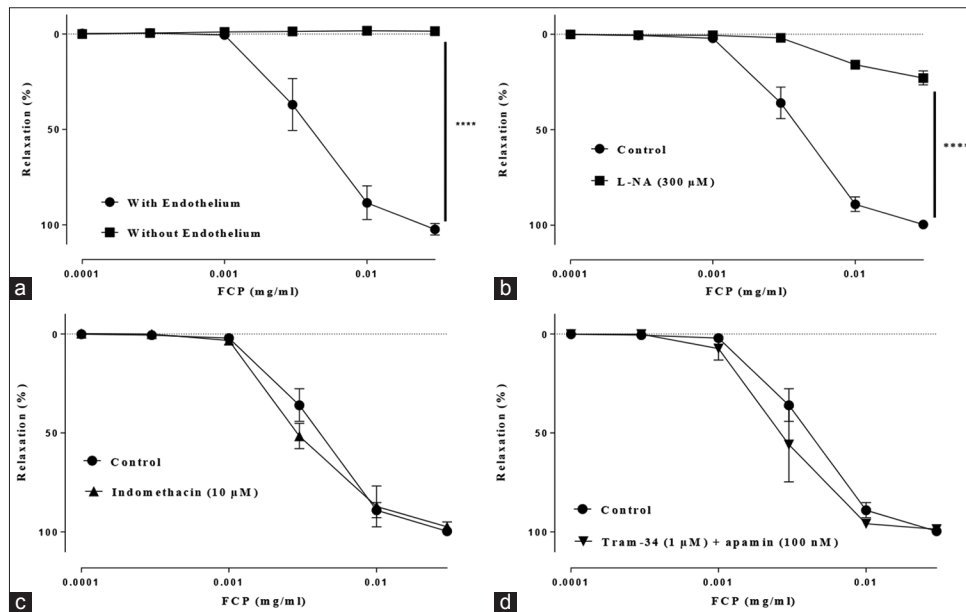 0
50
100
Relaxation (%)
With Endothelium
Without Endothelium
****
0.0001
0.001
0.01
FCP (mg/ml)
a
0
50
100
Relaxation (%)
Control
L-NA (300 µM)
****
0.0001
0.001
0.01
FCP (mg/ml)
b
0
50
100
Relaxation (%)
Control
Indomethacin (10 µM)
0.0001
0.001
0.01
FCP (mg/ml)
c
0
50
100
Relaxation (%)
Control
Tram-34 (1 µM) + apamin (100 nM)
0.0001
0.001
0.01
FCP (mg/ml)
d